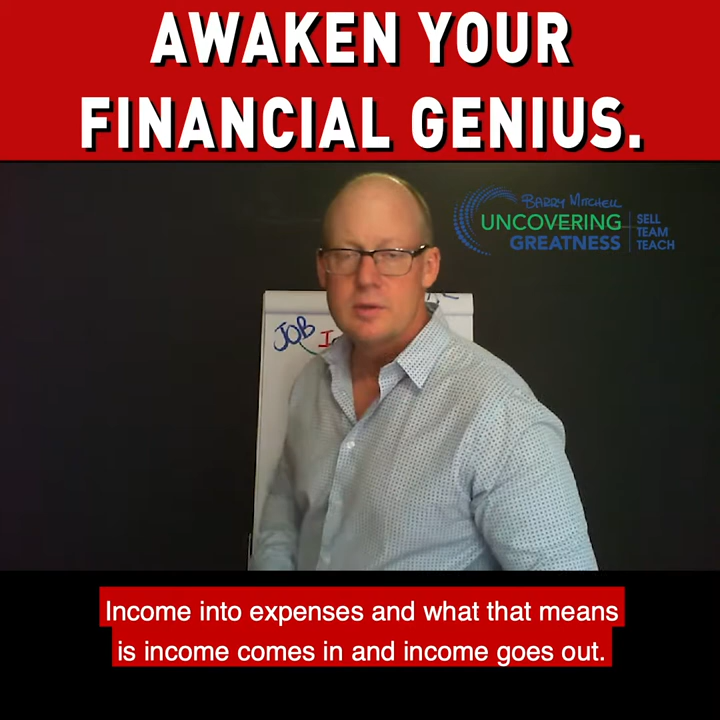 AWAKEN YOUR
FINANCIAL GENIUS.
BARRY MITCHELL
UNCOVERING
GREATNESS
SELL
TEAM
TEACH
JOB
Income into expenses and what that means
is income comes in and income goes out.